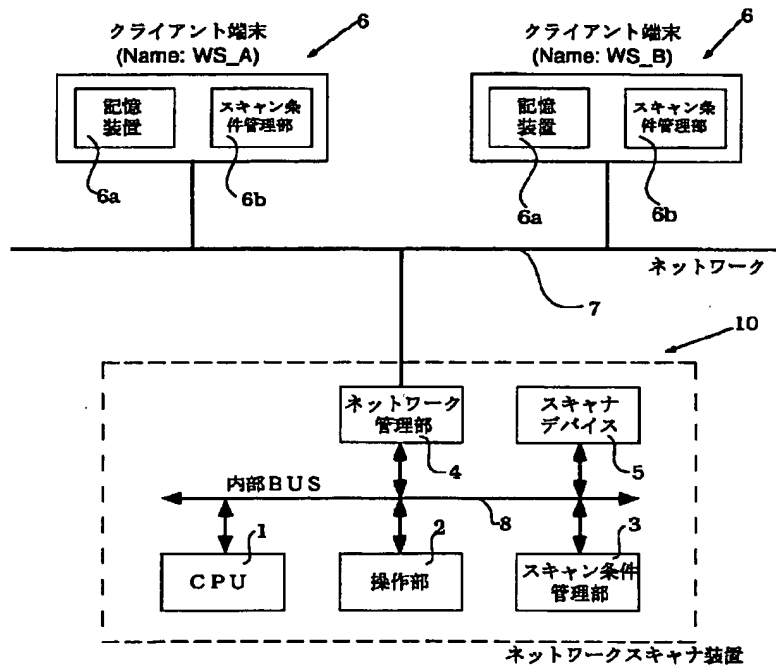 クライアント端末
(Name: WS_A)
6
記憶
装置
スキャン条
件管理部
6a
6b
クライアント端末
(Name: WS_B)
6
記憶
装置
スキャン条
件管理部
6a
6b
ネットワーク
7
10
ネットワーク
管理部
4
スキャナ
デバイス
5
内部BUS
8
1
CPU
2
操作部
3
スキャン条件
管理部
ネットワークスキャナ装置